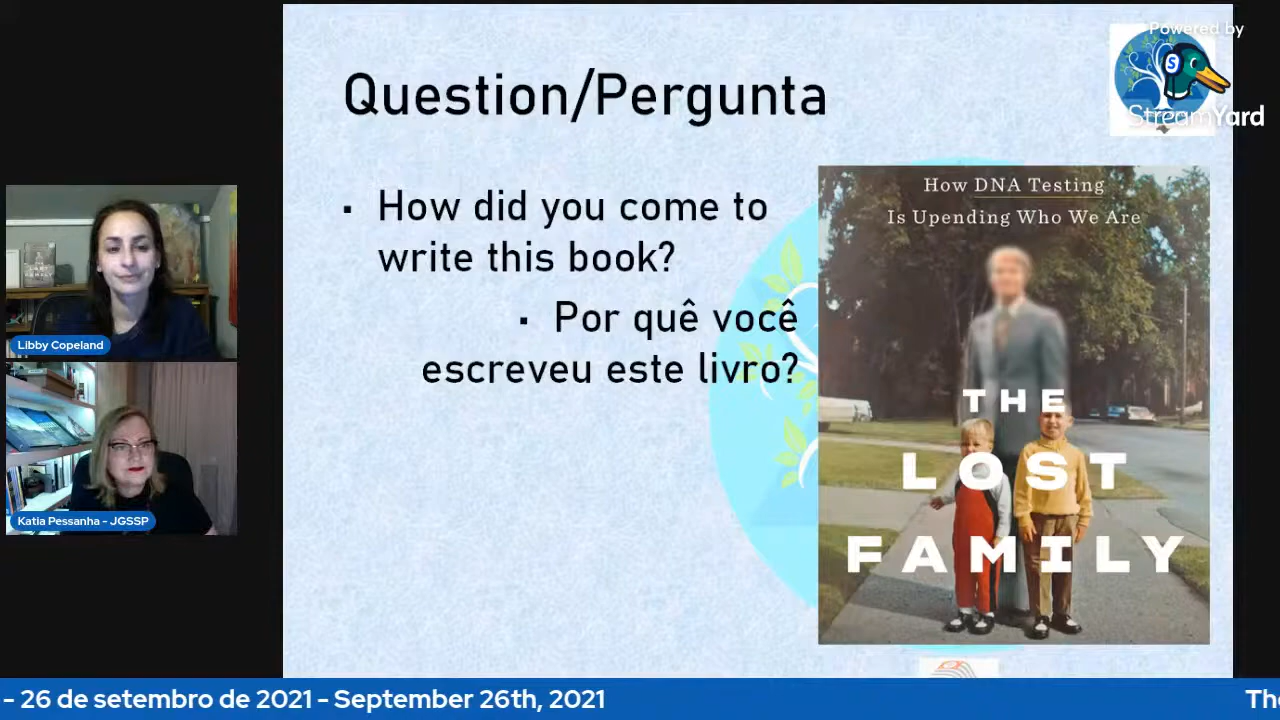 Powered by
StreamYard
S
Question/Pergunta
▪ How did you come to
write this book?
▪ Por quê você
escreveu este livro?
How DNA Testing
Is Upending Who We Are
THE
LOST
FAMILY
Libby Copeland
Katia Pessanha - JGSSP
- 26 de setembro de 2021 - September 26th, 2021